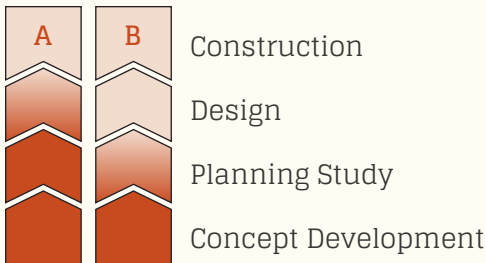 A B
Construction
Design
Planning Study
Concept Development